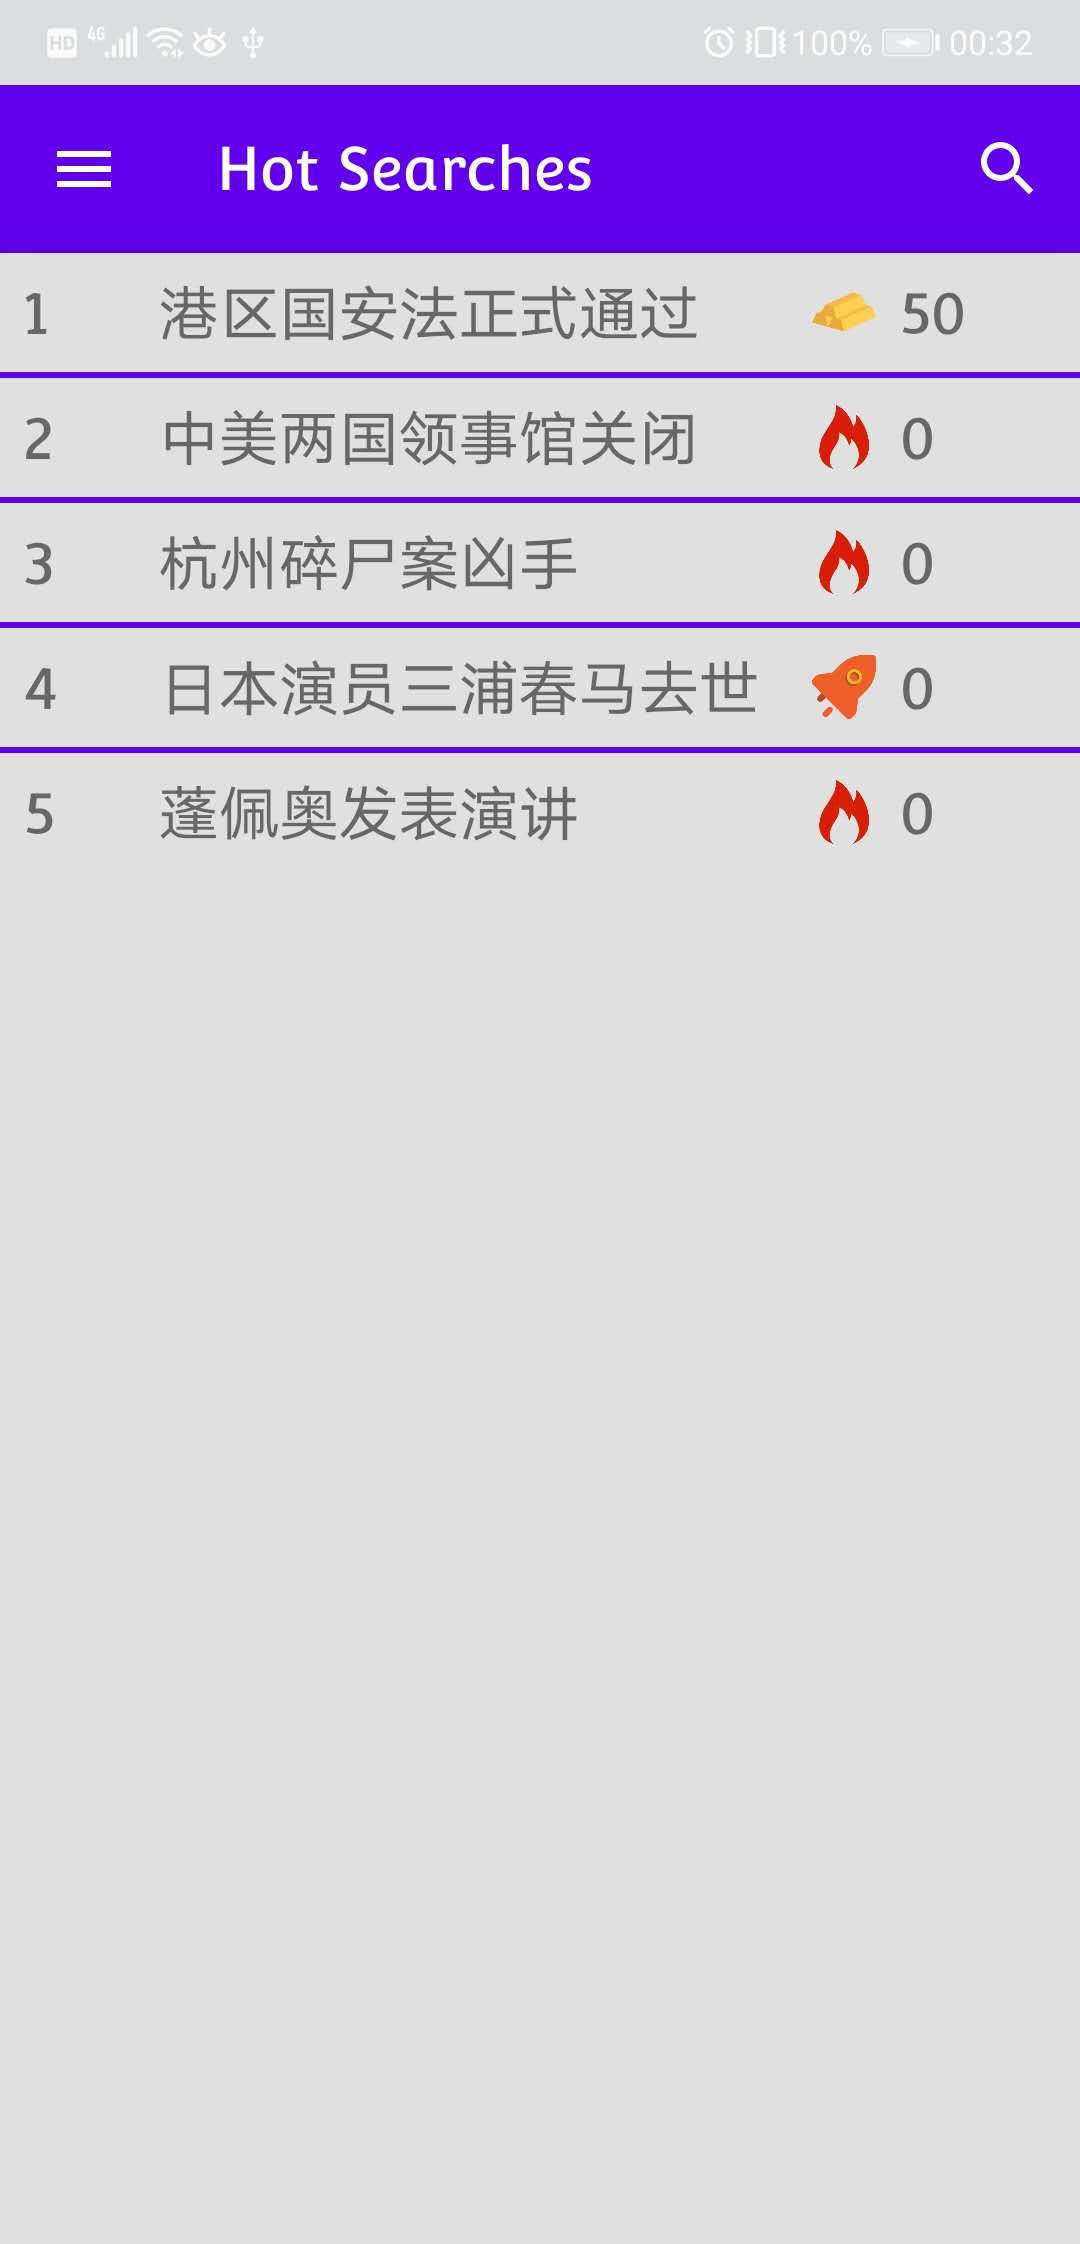 HD 4G 100% 00:32
Hot Searches
1 港区国安法正式通过 50
2 中美两国领事馆关闭 0
3 杭州碎尸案凶手 0
4 日本演员三浦春马去世 0
5 蓬佩奥发表演讲 0